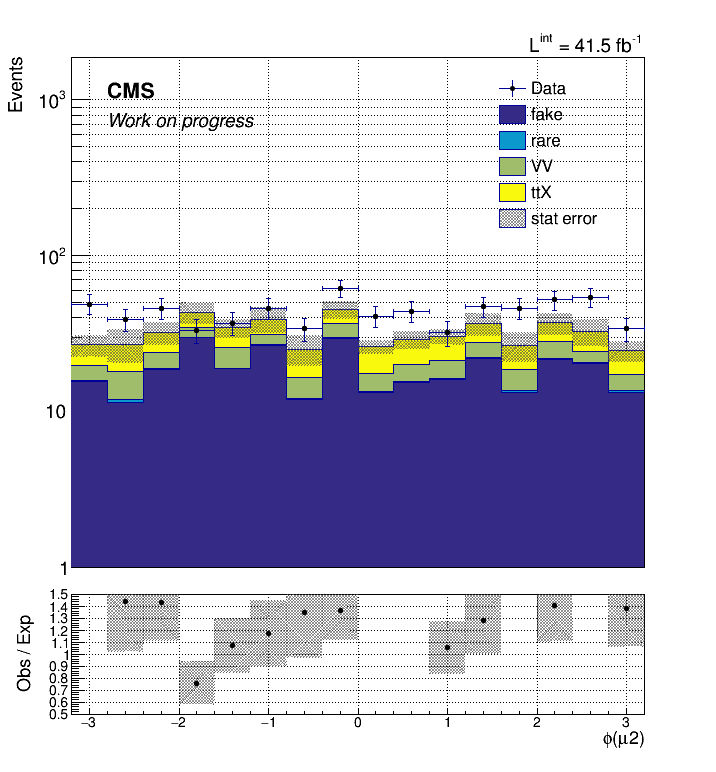 L^int = 41.5 fb^-1
Events
CMS
Work on progress
Data
fake
rare
VV
ttX
stat error
10^3
10^2
10
1
Obs / Exp
1.5
1.4
1.3
1.2
1.1
1
0.9
0.8
0.7
0.6
0.5
−3 −2 −1 0 1 2 3
ϕ(μ2)